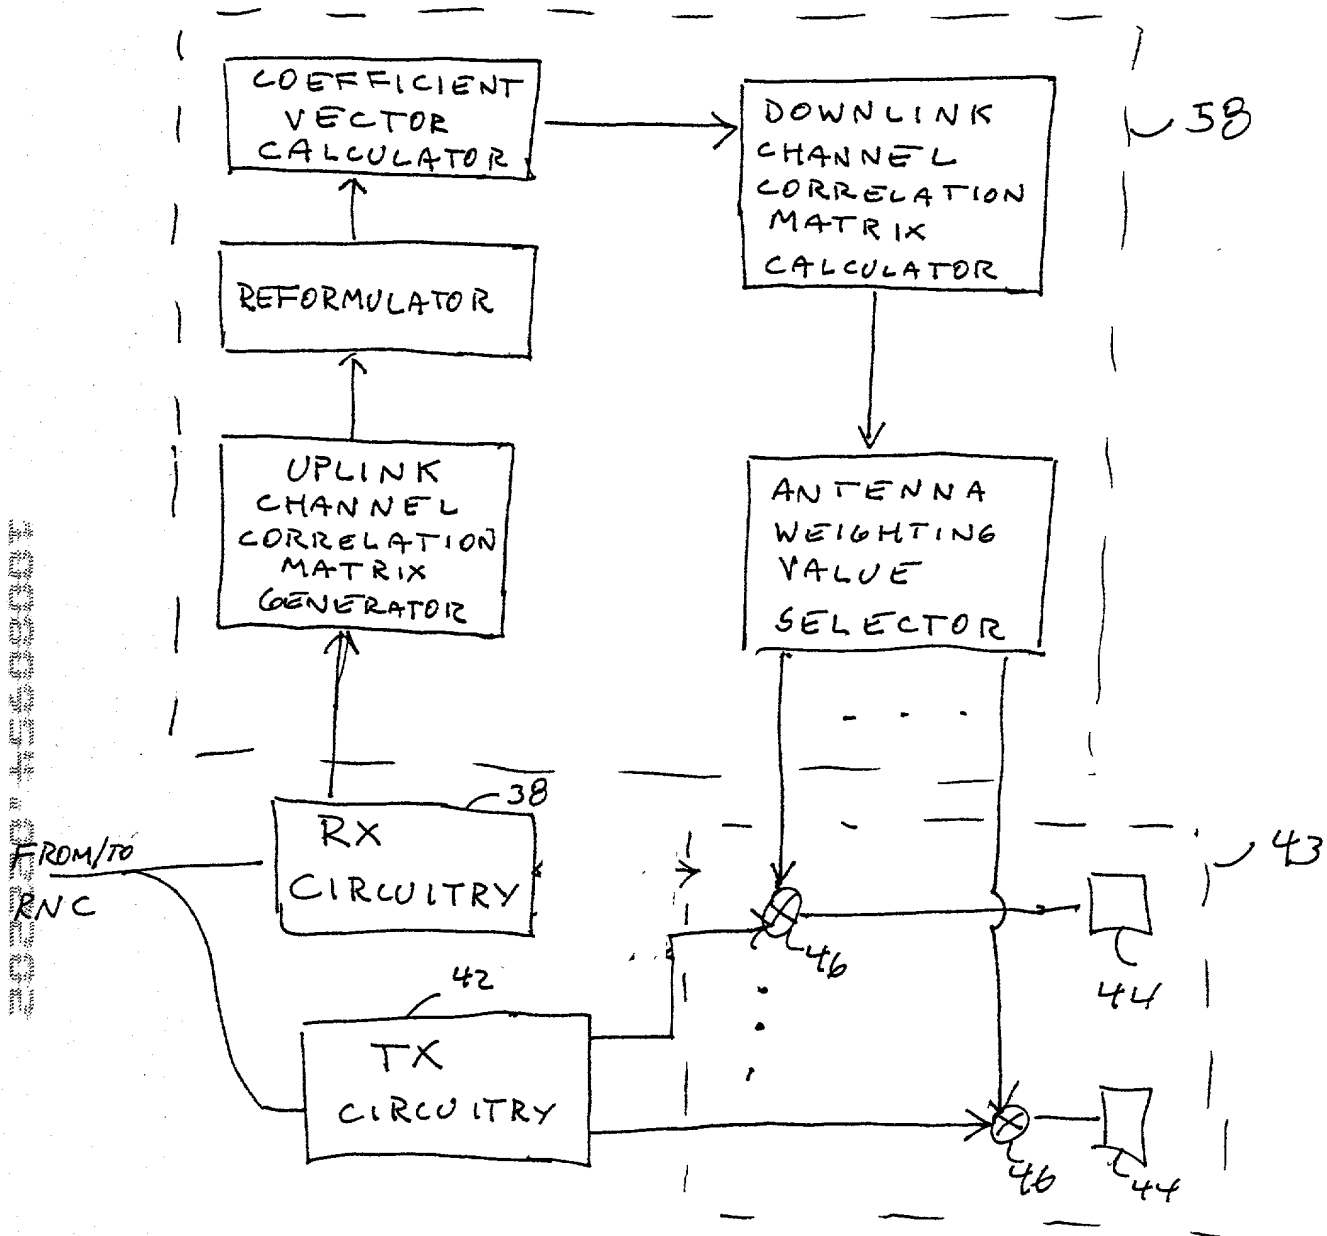 COEFFICIENT
VECTOR
CALCULATOR
DOWNLINK
CHANNEL
CORRELATION
MATRIX
CALCULATOR
58
REFORMULATOR
UPLINK
CHANNEL
CORRELATION
MATRIX
GENERATOR
ANTENNA
WEIGHTING
VALUE
SELECTOR
38
RX
CIRCUITRY
FROM/TO
RNC
43
46
44
42
TX
CIRCUITRY
46
44